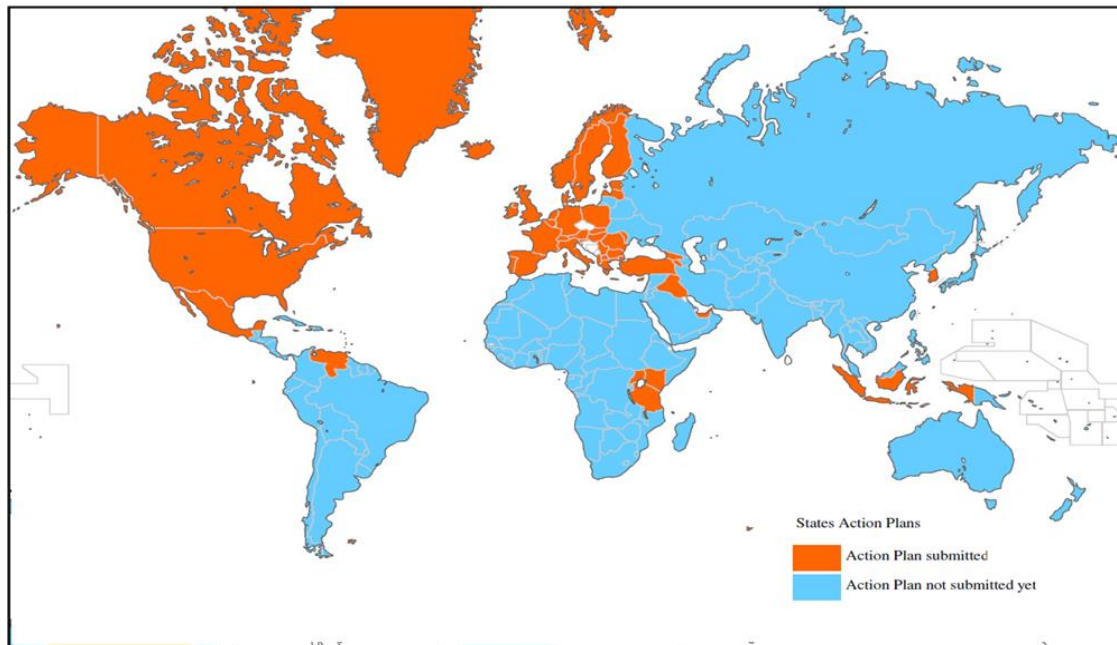 States Action Plans
Action Plan submitted
Action Plan not submitted yet